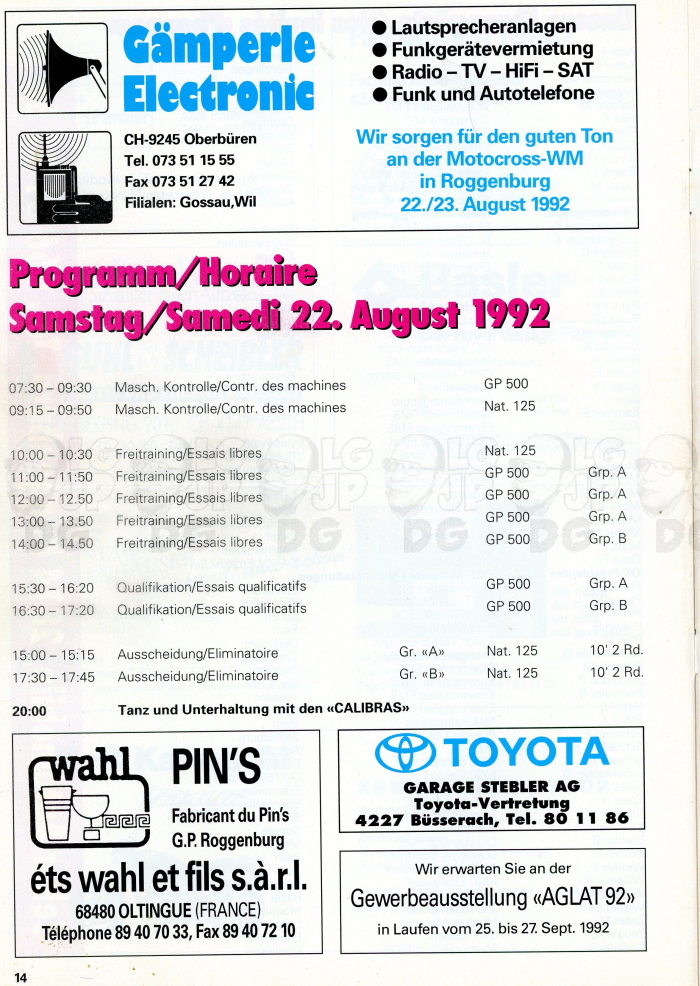 Gämperle
Electronic
CH-9245 Oberbüren
Tel. 073 51 15 55
Fax 073 51 27 42
Filialen: Gossau,Wil
● Lautsprecheranlagen
● Funkgerätevermietung
● Radio – TV – HiFi – SAT
● Funk und Autotelefone
Wir sorgen für den guten Ton
an der Motocross-WM
in Roggenburg
22./23. August 1992
Programm/Horaire
Samstag/Samedi 22. August 1992
07:30 – 09:30 Masch. Kontrolle/Contr. des machines GP 500
09:15 – 09:50 Masch. Kontrolle/Contr. des machines Nat. 125
10:00 – 10:30 Freitraining/Essais libres Nat. 125
11:00 – 11:50 Freitraining/Essais libres GP 500 Grp. A
12:00 – 12.50 Freitraining/Essais libres GP 500 Grp. A
13:00 – 13.50 Freitraining/Essais libres GP 500 Grp. A
14:00 – 14.50 Freitraining/Essais libres GP 500 Grp. B
15:30 – 16:20 Qualifikation/Essais qualificatifs GP 500 Grp. A
16:30 – 17:20 Qualifikation/Essais qualificatifs GP 500 Grp. B
15:00 – 15:15 Ausscheidung/Eliminatoire Gr. «A» Nat. 125 10' 2 Rd.
17:30 – 17:45 Ausscheidung/Eliminatoire Gr. «B» Nat. 125 10' 2 Rd.
20:00 Tanz und Unterhaltung mit den «CALIBRAS»
wahl
PIN'S
Fabricant du Pin's
G.P. Roggenburg
éts wahl et fils s.à.r.l.
68480 OLTINGUE (FRANCE)
Téléphone 89 40 70 33, Fax 89 40 72 10
TOYOTA
GARAGE STEBLER AG
Toyota-Vertretung
4227 Büsserach, Tel. 80 11 86
Wir erwarten Sie an der
Gewerbeausstellung «AGLAT 92»
in Laufen vom 25. bis 27. Sept. 1992
14
LG JP DG